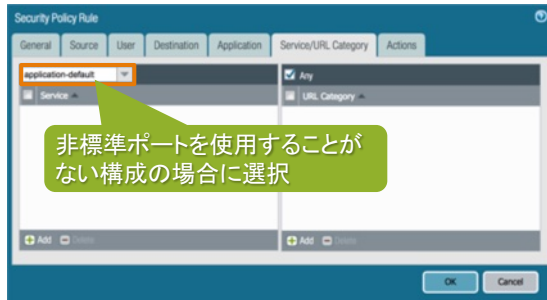 Security Policy Rule
General Source User Destination Application Service/URL Category Actions
application-default
Any
Service
URL Category
非標準ポートを使用することが
ない構成の場合に選択
Add Delete
Add Delete
OK Cancel